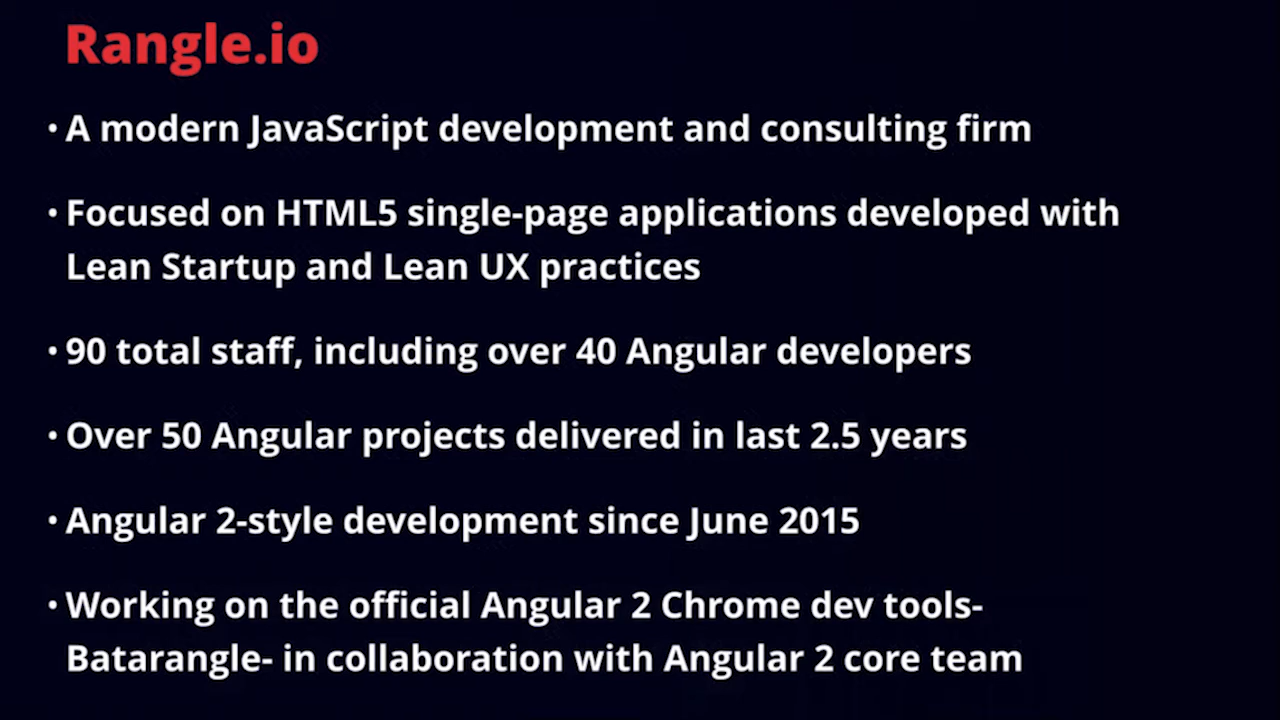 Rangle.io
• A modern JavaScript development and consulting firm
• Focused on HTML5 single-page applications developed with
Lean Startup and Lean UX practices
• 90 total staff, including over 40 Angular developers
• Over 50 Angular projects delivered in last 2.5 years
• Angular 2-style development since June 2015
• Working on the official Angular 2 Chrome dev tools-
Batarangle- in collaboration with Angular 2 core team